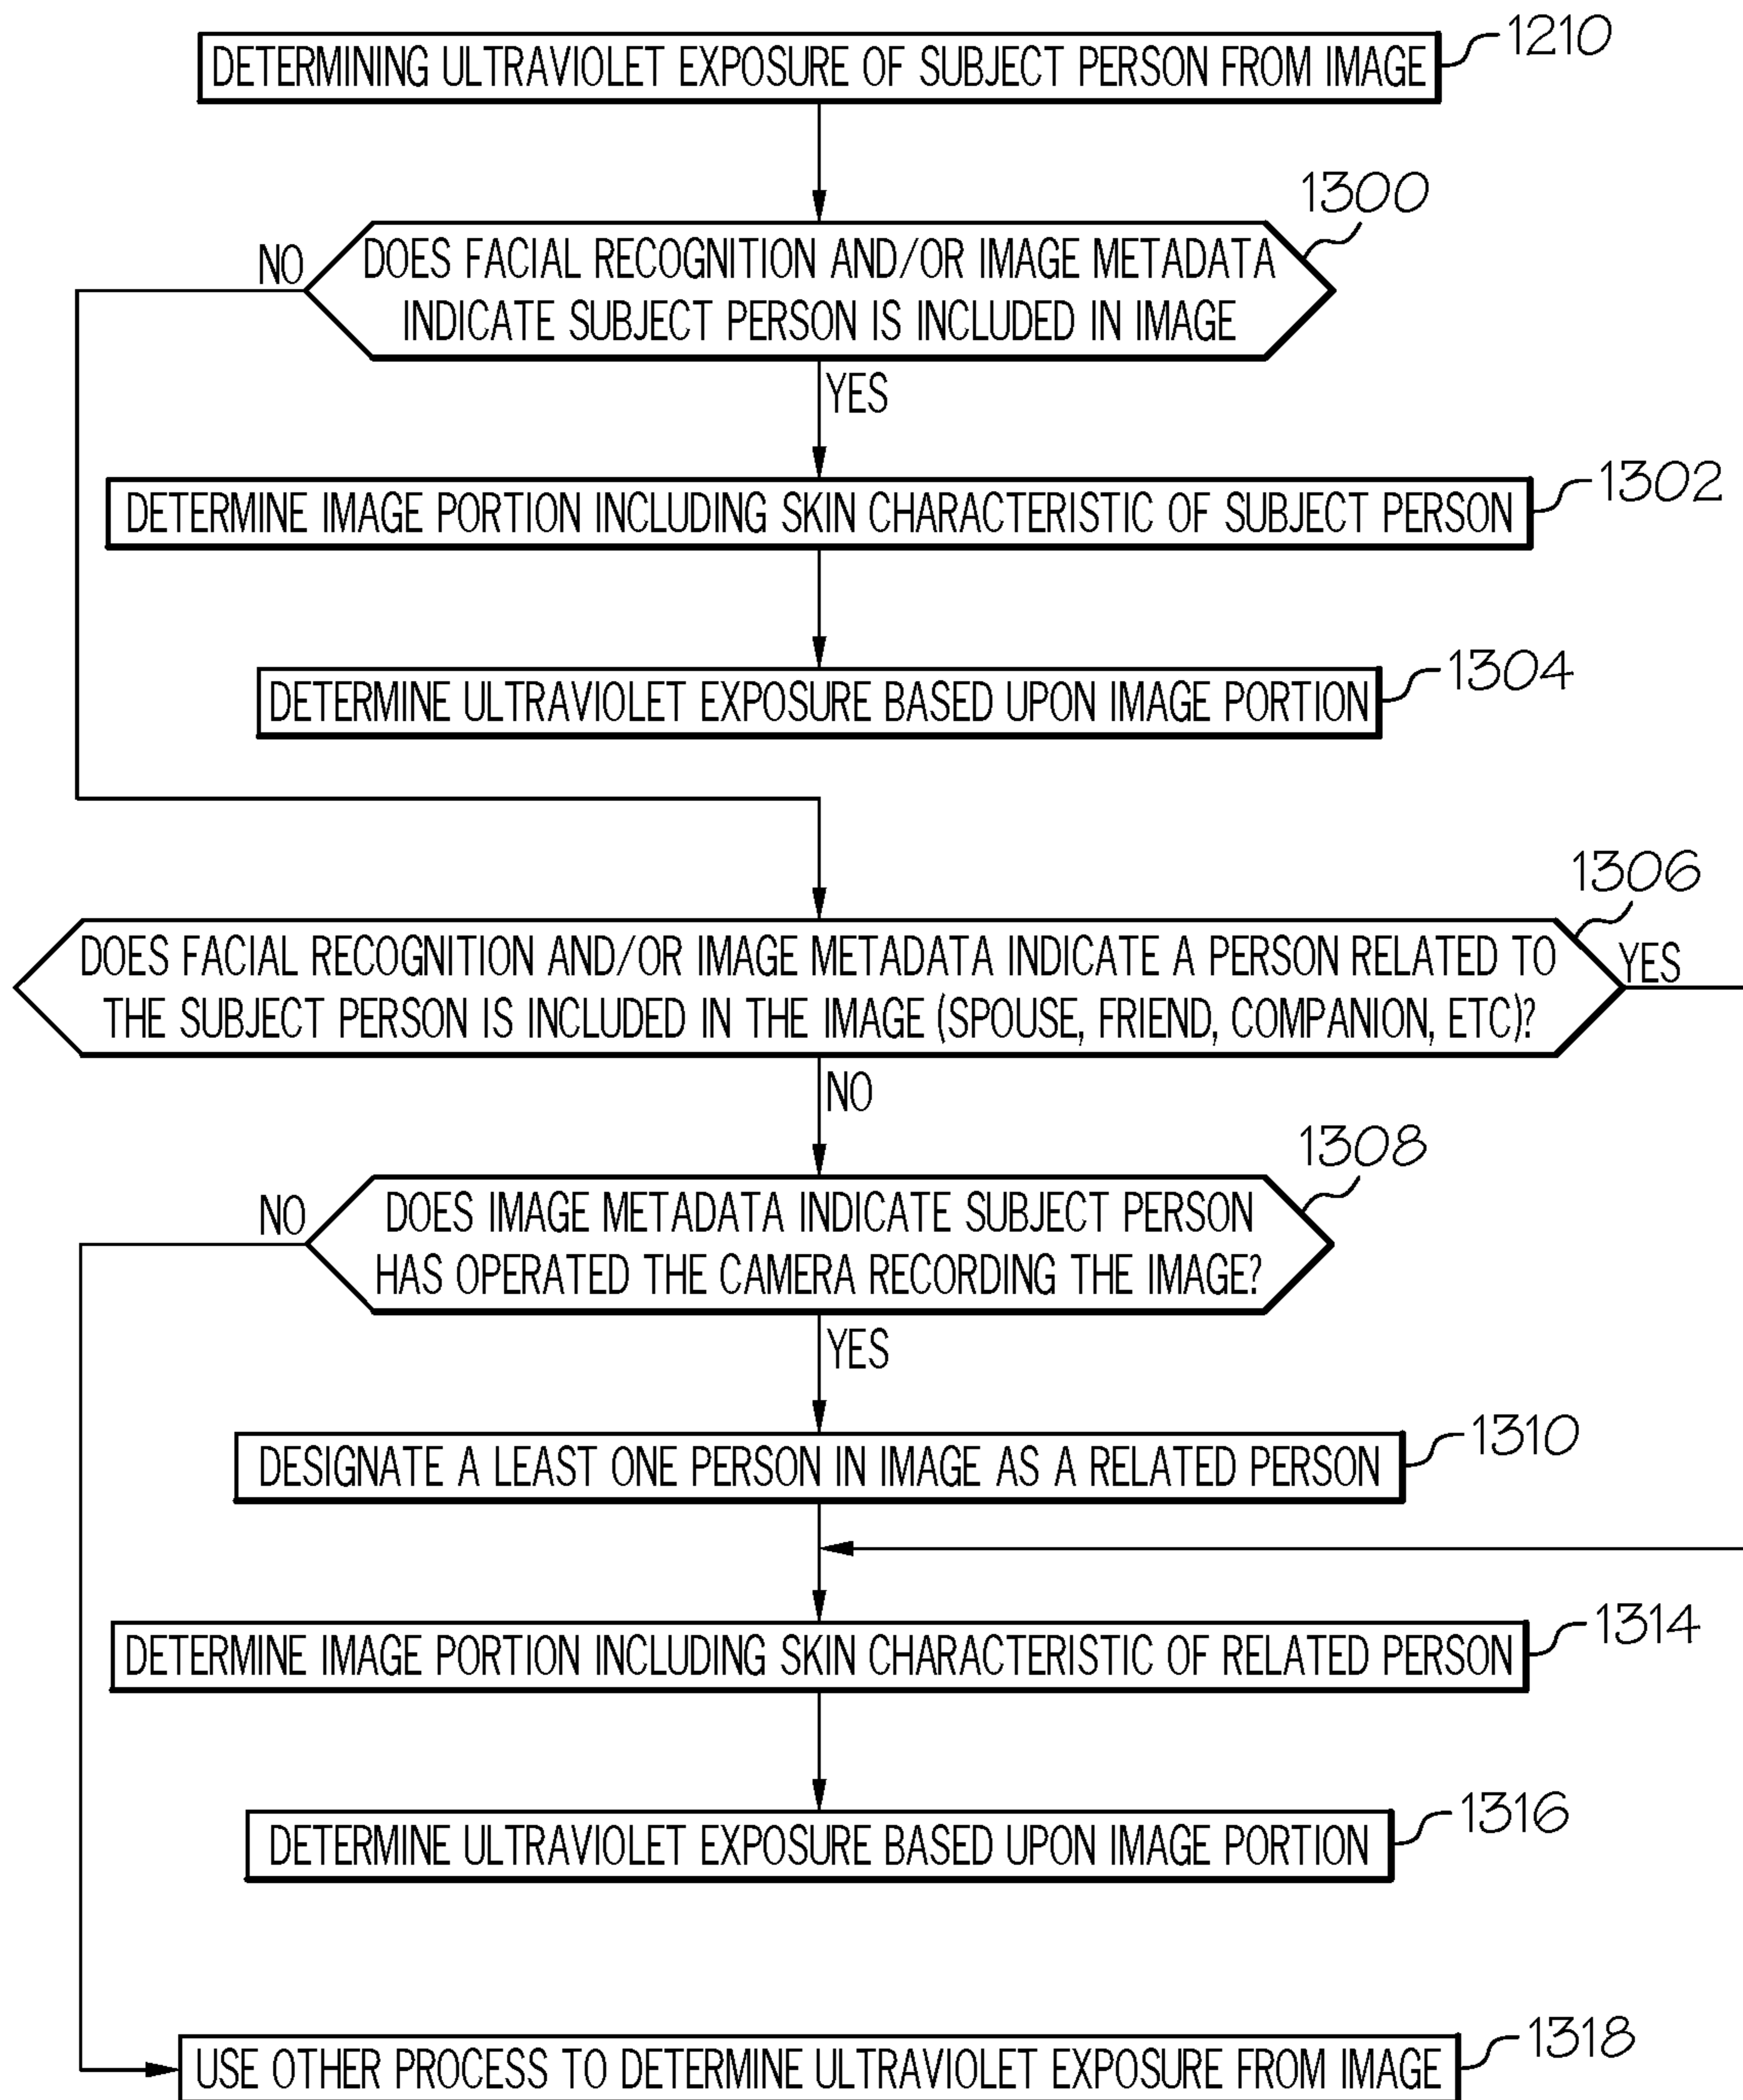 1210
DETERMINING ULTRAVIOLET EXPOSURE OF SUBJECT PERSON FROM IMAGE
1300
NO
DOES FACIAL RECOGNITION AND/OR IMAGE METADATA
INDICATE SUBJECT PERSON IS INCLUDED IN IMAGE
YES
1302
DETERMINE IMAGE PORTION INCLUDING SKIN CHARACTERISTIC OF SUBJECT PERSON
1304
DETERMINE ULTRAVIOLET EXPOSURE BASED UPON IMAGE PORTION
1306
DOES FACIAL RECOGNITION AND/OR IMAGE METADATA INDICATE A PERSON RELATED TO
THE SUBJECT PERSON IS INCLUDED IN THE IMAGE (SPOUSE, FRIEND, COMPANION, ETC)?
YES
NO
1308
NO
DOES IMAGE METADATA INDICATE SUBJECT PERSON
HAS OPERATED THE CAMERA RECORDING THE IMAGE?
YES
1310
DESIGNATE A LEAST ONE PERSON IN IMAGE AS A RELATED PERSON
1314
DETERMINE IMAGE PORTION INCLUDING SKIN CHARACTERISTIC OF RELATED PERSON
1316
DETERMINE ULTRAVIOLET EXPOSURE BASED UPON IMAGE PORTION
1318
USE OTHER PROCESS TO DETERMINE ULTRAVIOLET EXPOSURE FROM IMAGE